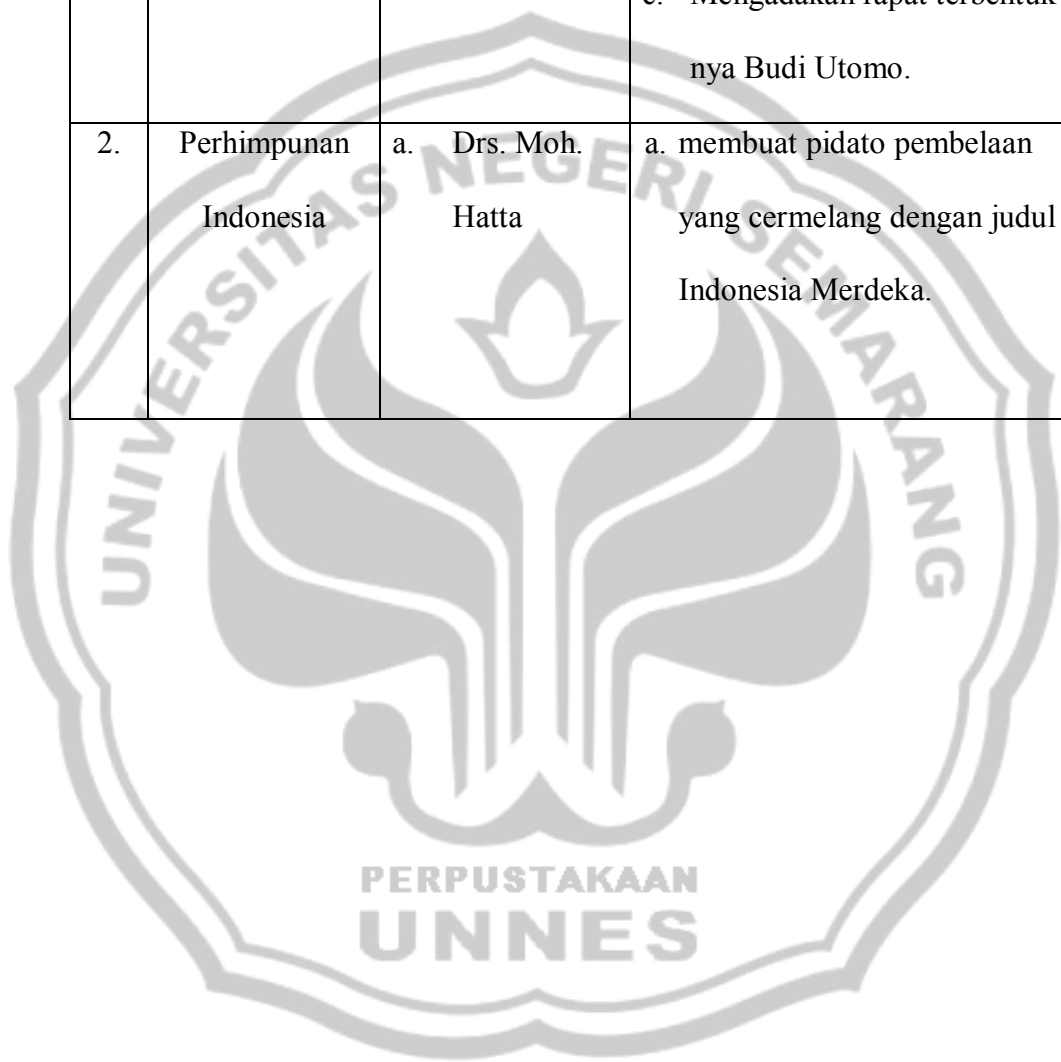 Mengadakan rapat terbentuk
nya Budi Utomo.
2. Perhimpunan a. Drs. Moh. a. membuat pidato pembelaan
Indonesia Hatta yang cermelang dengan judul
Indonesia Merdeka.
UNIVERSITAS NEGERI SEMARANG
PERPUSTAKAAN
UNNES